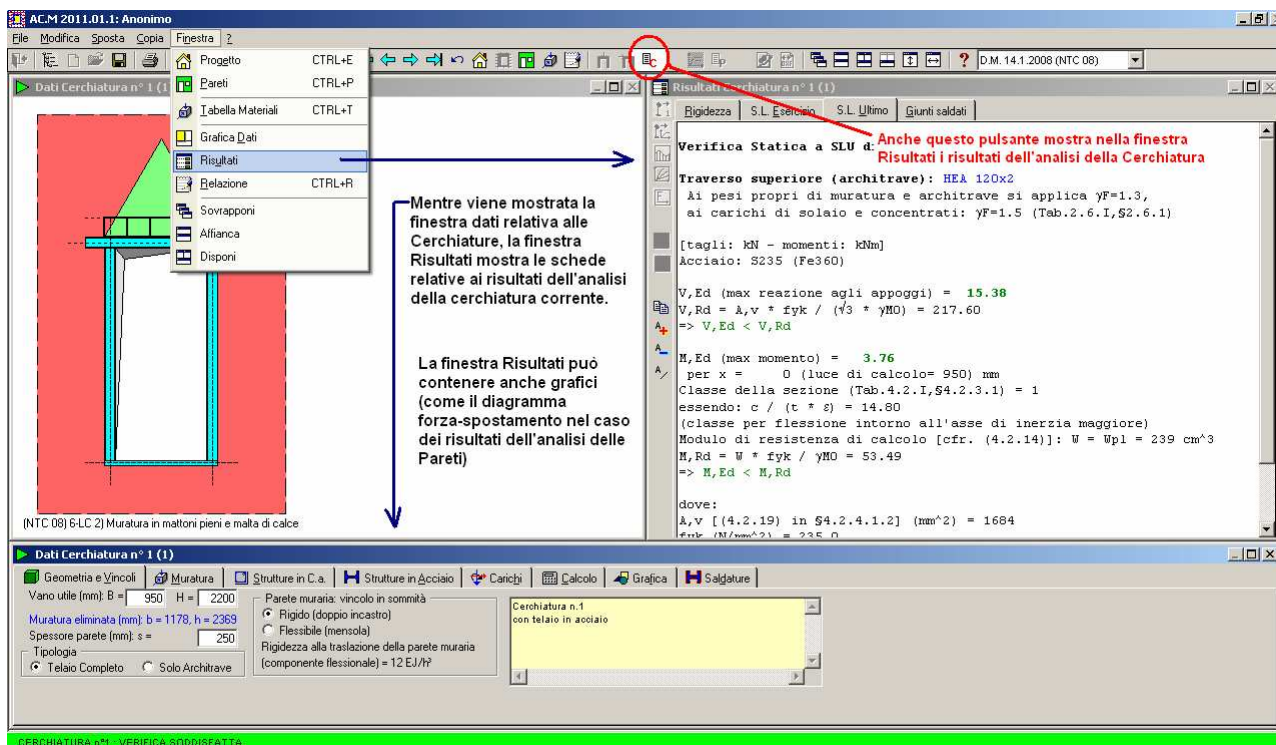 AC.M 2011.01.1: Anonimo
File Modifica Sposta Copia Finestra ?
D.M. 14.1.2008 (NTC 08)
Progetto CTRL+E
Pareti CTRL+P
Tabella Materiali CTRL+T
Grafica Dati
Risultati
Relazione CTRL+R
Sovrapponi
Affianca
Disponi
Dati Cerchiatura n° 1 (1
(NTC 08) 6-LC 2) Muratura in mattoni pieni e malta di calce
Mentre viene mostrata la
finestra dati relativa alle
Cerchiature, la finestra
Risultati mostra le schede
relative ai risultati dell'analisi
della cerchiatura corrente.
La finestra Risultati può
contenere anche grafici
(come il diagramma
forza-spostamento nel caso
dei risultati dell'analisi delle
Pareti)
Risultati Cerchiatura n° 1 (1)
Rigidezza S.L. Esercizio S.L. Ultimo Giunti saldati
Anche questo pulsante mostra nella finestra
Risultati i risultati dell'analisi della Cerchiatura
Verifica Statica a SLU d
Traverso superiore (architrave): HEA 120x2
Ai pesi propri di muratura e architrave si applica γF=1.3,
ai carichi di solaio e concentrati: γF=1.5 (Tab.2.6.I,§2.6.1)
[tagli: kN - momenti: kNm]
Acciaio: S235 (Fe360)
V,Ed (max reazione agli appoggi) = 15.38
V,Rd = A,v * fyk / (√3 * γM0) = 217.60
=> V,Ed < V,Rd
M,Ed (max momento) = 3.76
per x = 0 (luce di calcolo= 950) mm
Classe della sezione (Tab.4.2.I,§4.2.3.1) = 1
essendo: c / (t * ε) = 14.80
(classe per flessione intorno all'asse di inerzia maggiore)
Modulo di resistenza di calcolo [cfr. (4.2.14)]: W = Wpl = 239 cm^3
M,Rd = W * fyk / γM0 = 53.49
=> M,Ed < M,Rd
dove:
A,v [(4.2.19) in §4.2.4.1.2] (mm^2) = 1684
fyk (N/mm^2) = 235.0
Dati Cerchiatura n° 1 (1)
Geometria e Vincoli Muratura Strutture in C.a. Strutture in Acciaio Carichi Calcolo Grafica Saldature
Vano utile (mm): B = 950 H = 2200
Muratura eliminata (mm): b = 1178, h = 2369
Spessore parete (mm): s = 250
Tipologia
Telaio Completo Solo Architrave
Parete muraria: vincolo in sommità
Rigido (doppio incastro)
Flessibile (mensola)
Rigidezza alla traslazione della parete muraria
(componente flessionale) = 12 EJ/h³
Cerchiatura n.1
con telaio in acciaio
CERCHIATURA n°1 : VERIFICA SODDISFATTA